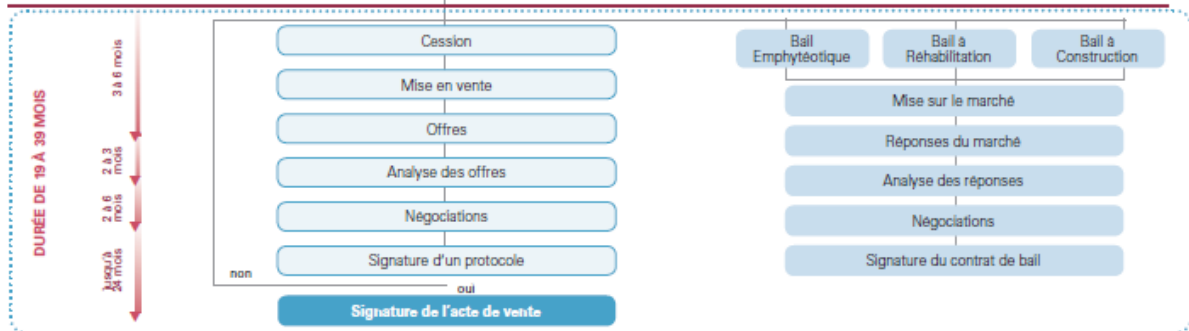 DURÉE DE 19 À 39 MOIS
3 à 6 mois
2 à 3
mois
2 à 6
mois
Jusqu'à
24 mois
Cession
Mise en vente
Offres
Analyse des offres
Négociations
Signature d'un protocole
non
oui
Signature de l'acte de vente
Bail
Emphytéotique
Bail à
Réhabilitation
Bail à
Construction
Mise sur le marché
Réponses du marché
Analyse des réponses
Négociations
Signature du contrat de bail